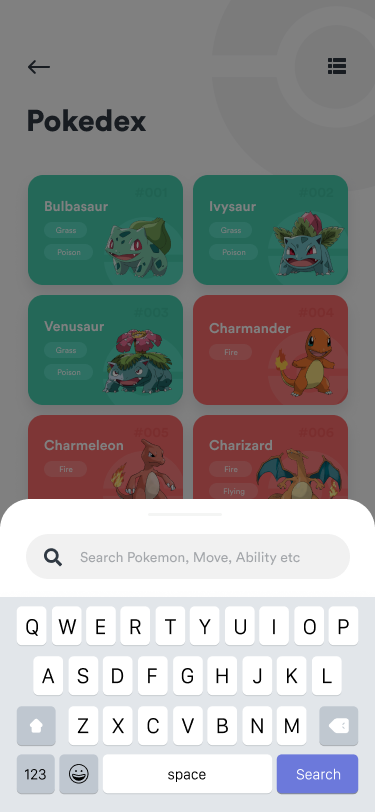 Pokedex
#001
Bulbasaur
Grass
Poison
#002
Ivysaur
Grass
Poison
#003
Venusaur
Grass
Poison
#004
Charmander
Fire
#005
Charmeleon
Fire
#006
Charizard
Fire
Flying
Search Pokemon, Move, Ability etc
Q W E R T Y U I O P
A S D F G H J K L
Z X C V B N M
123 space Search